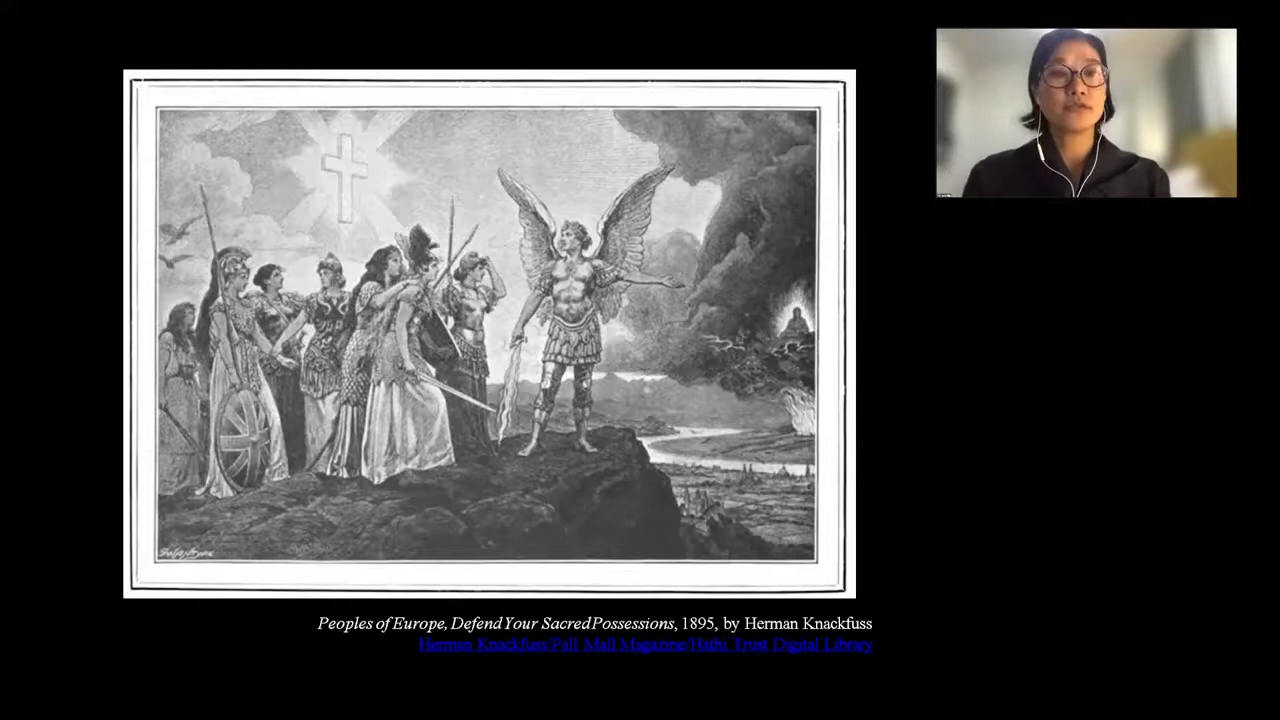 Peoples of Europe, Defend Your Sacred Possessions, 1895, by Herman Knackfuss
Herman Knackfuss/Pall Mall Magazine/Hathi Trust Digital Library